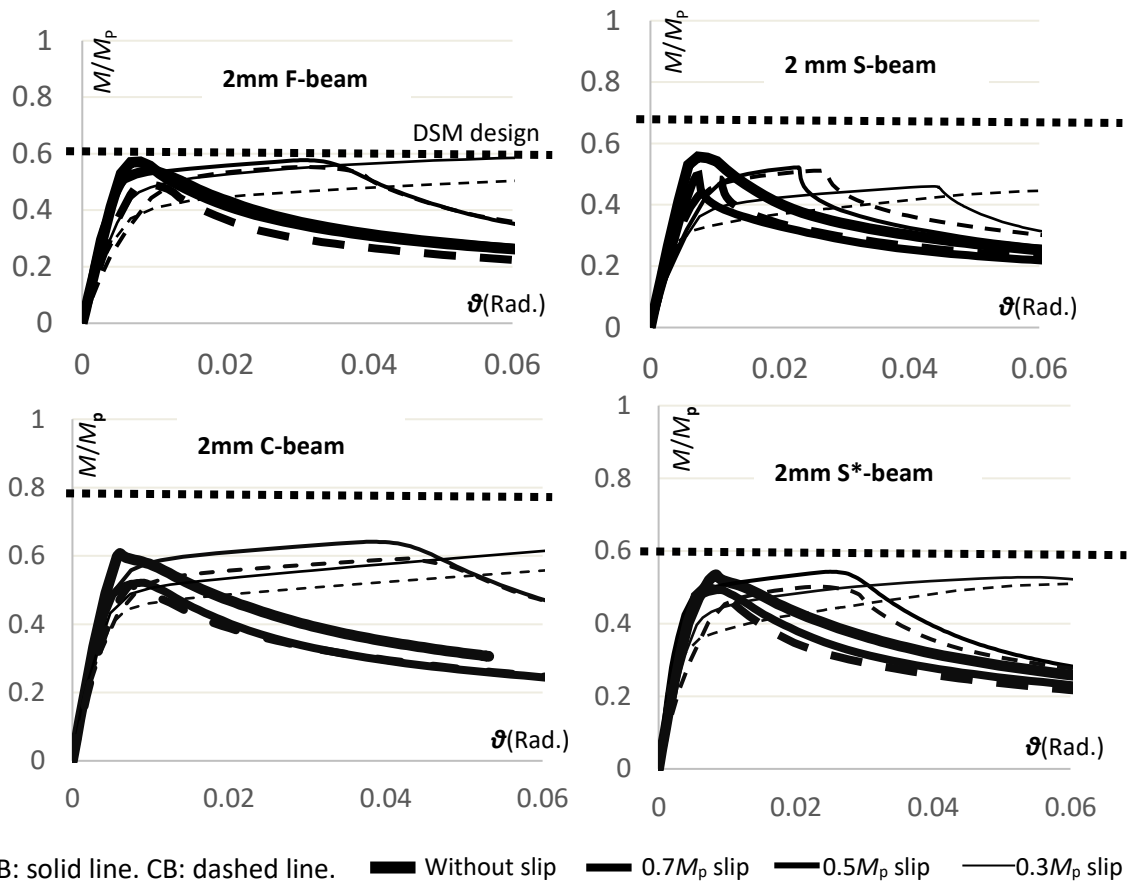 1
M/Mₚ
2mm F-beam
0.8
DSM design
0.6
0.4
0.2
ϑ(Rad.)
0
0 0.02 0.04 0.06
1
M/Mₚ
2 mm S-beam
0.8
0.6
0.4
0.2
ϑ(Rad.)
0
0 0.02 0.04 0.06
1
M/Mₚ
2mm C-beam
0.8
0.6
0.4
0.2
ϑ(Rad.)
0
0 0.02 0.04 0.06
1
M/Mₚ
2mm S*-beam
0.8
0.6
0.4
0.2
ϑ(Rad.)
0
0 0.02 0.04 0.06
B: solid line. CB: dashed line. Without slip 0.7Mₚ slip 0.5Mₚ slip 0.3Mₚ slip